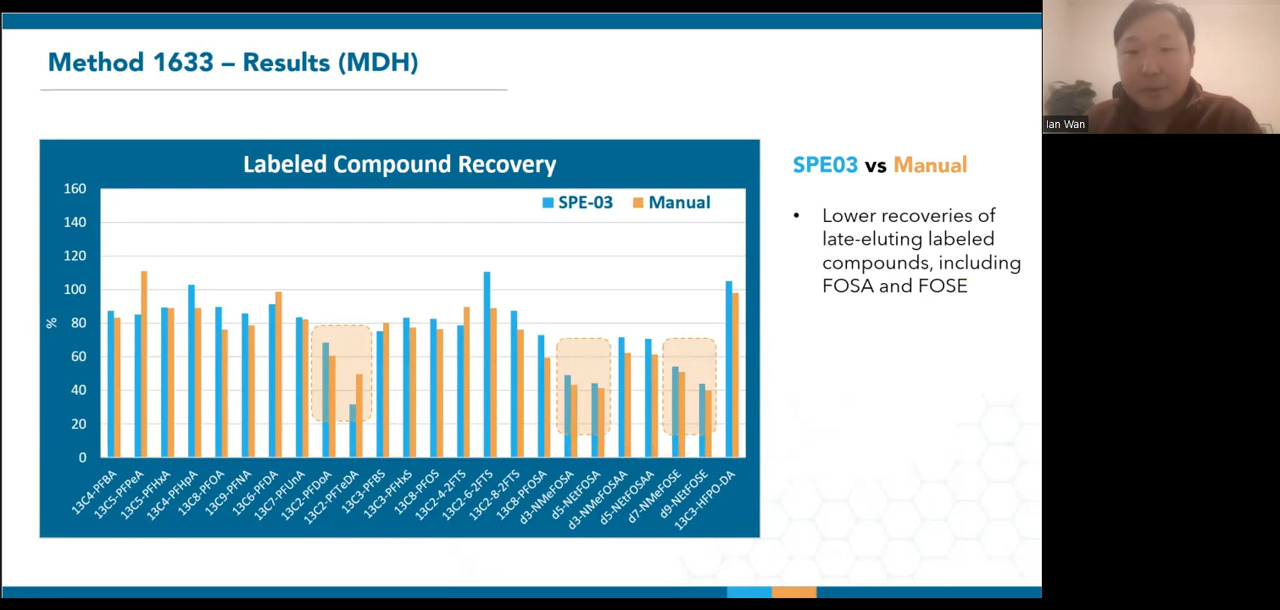 Method 1633 – Results (MDH)
Ian Wan
Labeled Compound Recovery
SPE-03 Manual
160
140
120
100
80
60
40
20
0
%
13C4-PFBA
13C5-PFPeA
13C5-PFHxA
13C4-PFHpA
13C8-PFOA
13C9-PFNA
13C6-PFDA
13C7-PFUnA
13C2-PFDoA
13C2-PFTeDA
13C3-PFBS
13C3-PFHxS
13C8-PFOS
13C2-4-2FTS
13C2-6-2FTS
13C2-8-2FTS
13C8-PFOSA
d3-NMeFOSA
d5-NEtFOSA
d3-NMeFOSAA
d5-NEtFOSAA
d7-NMeFOSE
d9-NEtFOSE
13C3-HFPO-DA
SPE03 vs Manual
• Lower recoveries of
late-eluting labeled
compounds, including
FOSA and FOSE